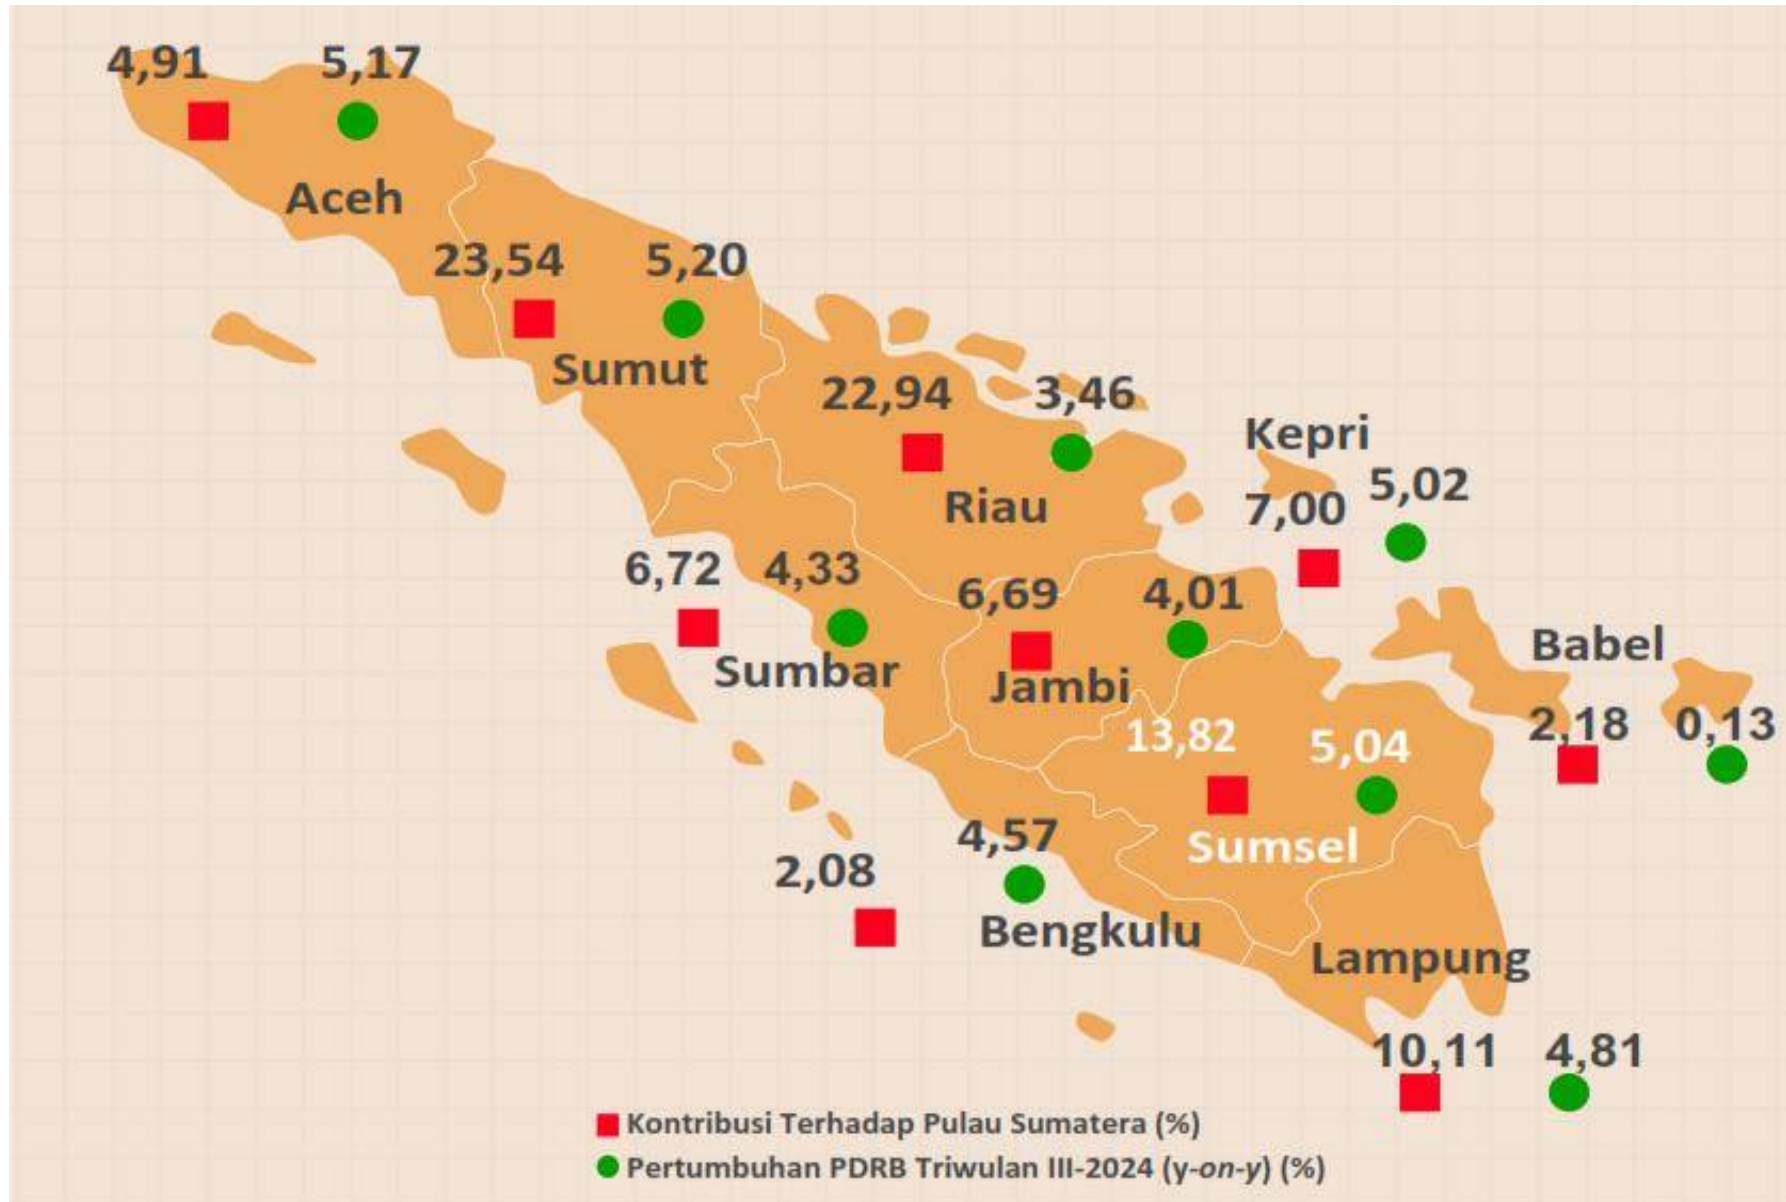 4,91 5,17
Aceh
23,54 5,20
Sumut
22,94 3,46
Riau
Kepri
7,00 5,02
6,72 4,33
Sumbar
6,69 4,01
Jambi
Babel
2,18 0,13
13,82 5,04
Sumsel
2,08 4,57
Bengkulu
Lampung
10,11 4,81
Kontribusi Terhadap Pulau Sumatera (%)
Pertumbuhan PDRB Triwulan III-2024 (y-on-y) (%)